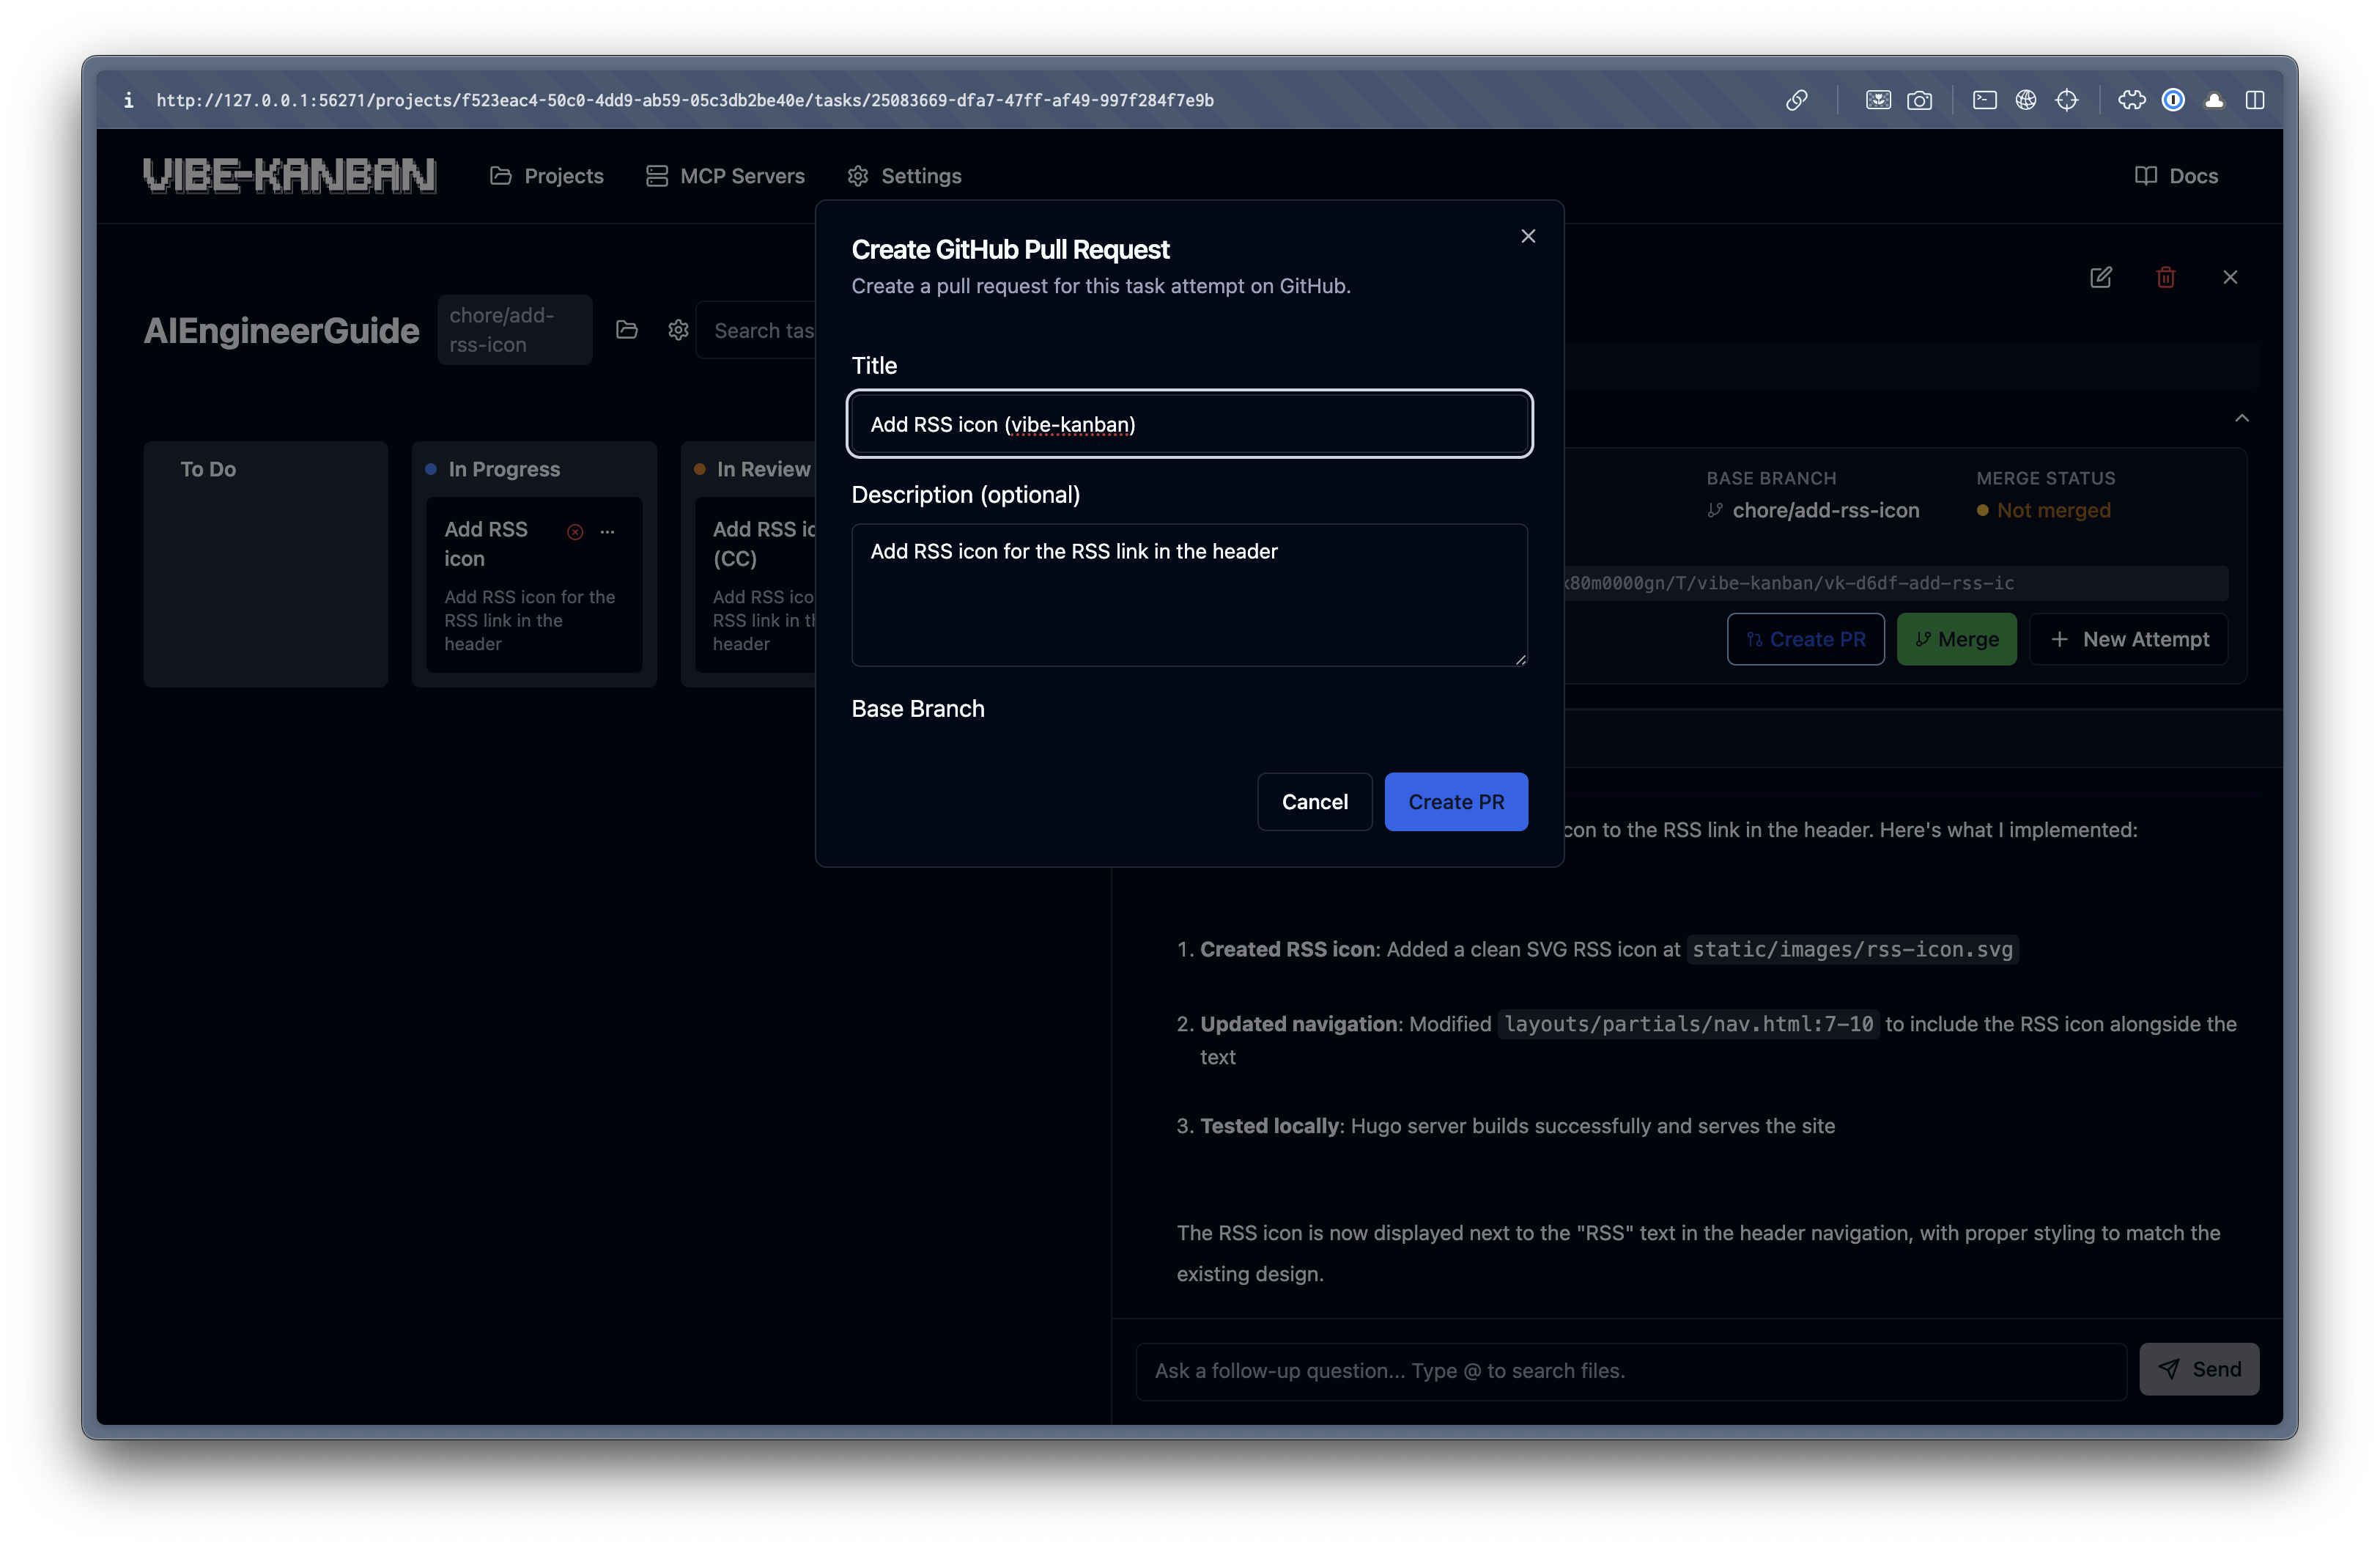 http://127.0.0.1:56271/projects/f523eac4-50c0-4dd9-ab59-05c3db2be40e/tasks/25083669-dfa7-47ff-af49-997f284f7e9b
VIBE-KANBAN
Projects
MCP Servers
Settings
Docs
AIEngineerGuide
chore/add-
rss-icon
Search tas
To Do
In Progress
Add RSS
icon
Add RSS icon for the
RSS link in the
header
In Review
Add RSS ic
(CC)
Add RSS ico
RSS link in th
header
Create GitHub Pull Request
Create a pull request for this task attempt on GitHub.
Title
Add RSS icon (vibe-kanban)
Description (optional)
Add RSS icon for the RSS link in the header
Base Branch
Cancel
Create PR
BASE BRANCH
chore/add-rss-icon
MERGE STATUS
Not merged
x80m0000gn/T/vibe-kanban/vk-d6df-add-rss-ic
Create PR
Merge
New Attempt
con to the RSS link in the header. Here's what I implemented:
1. Created RSS icon: Added a clean SVG RSS icon at static/images/rss-icon.svg
2. Updated navigation: Modified layouts/partials/nav.html:7-10 to include the RSS icon alongside the
text
3. Tested locally: Hugo server builds successfully and serves the site
The RSS icon is now displayed next to the "RSS" text in the header navigation, with proper styling to match the
existing design.
Ask a follow-up question... Type @ to search files.
Send